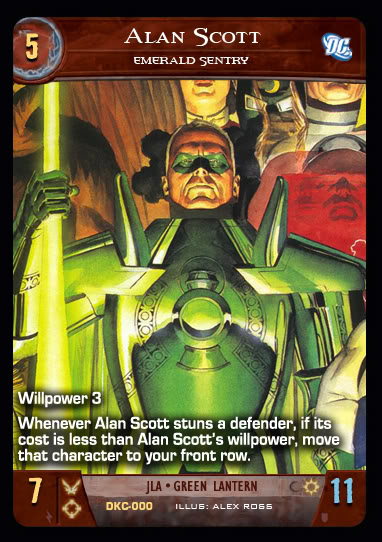 5
Alan Scott
Emerald Sentry
DC
Willpower 3
Whenever Alan Scott stuns a defender, if its
cost is less than Alan Scott's willpower, move
that character to your front row.
7
JLA • Green Lantern
C
11
DKC-000 Illus: Alex Ross